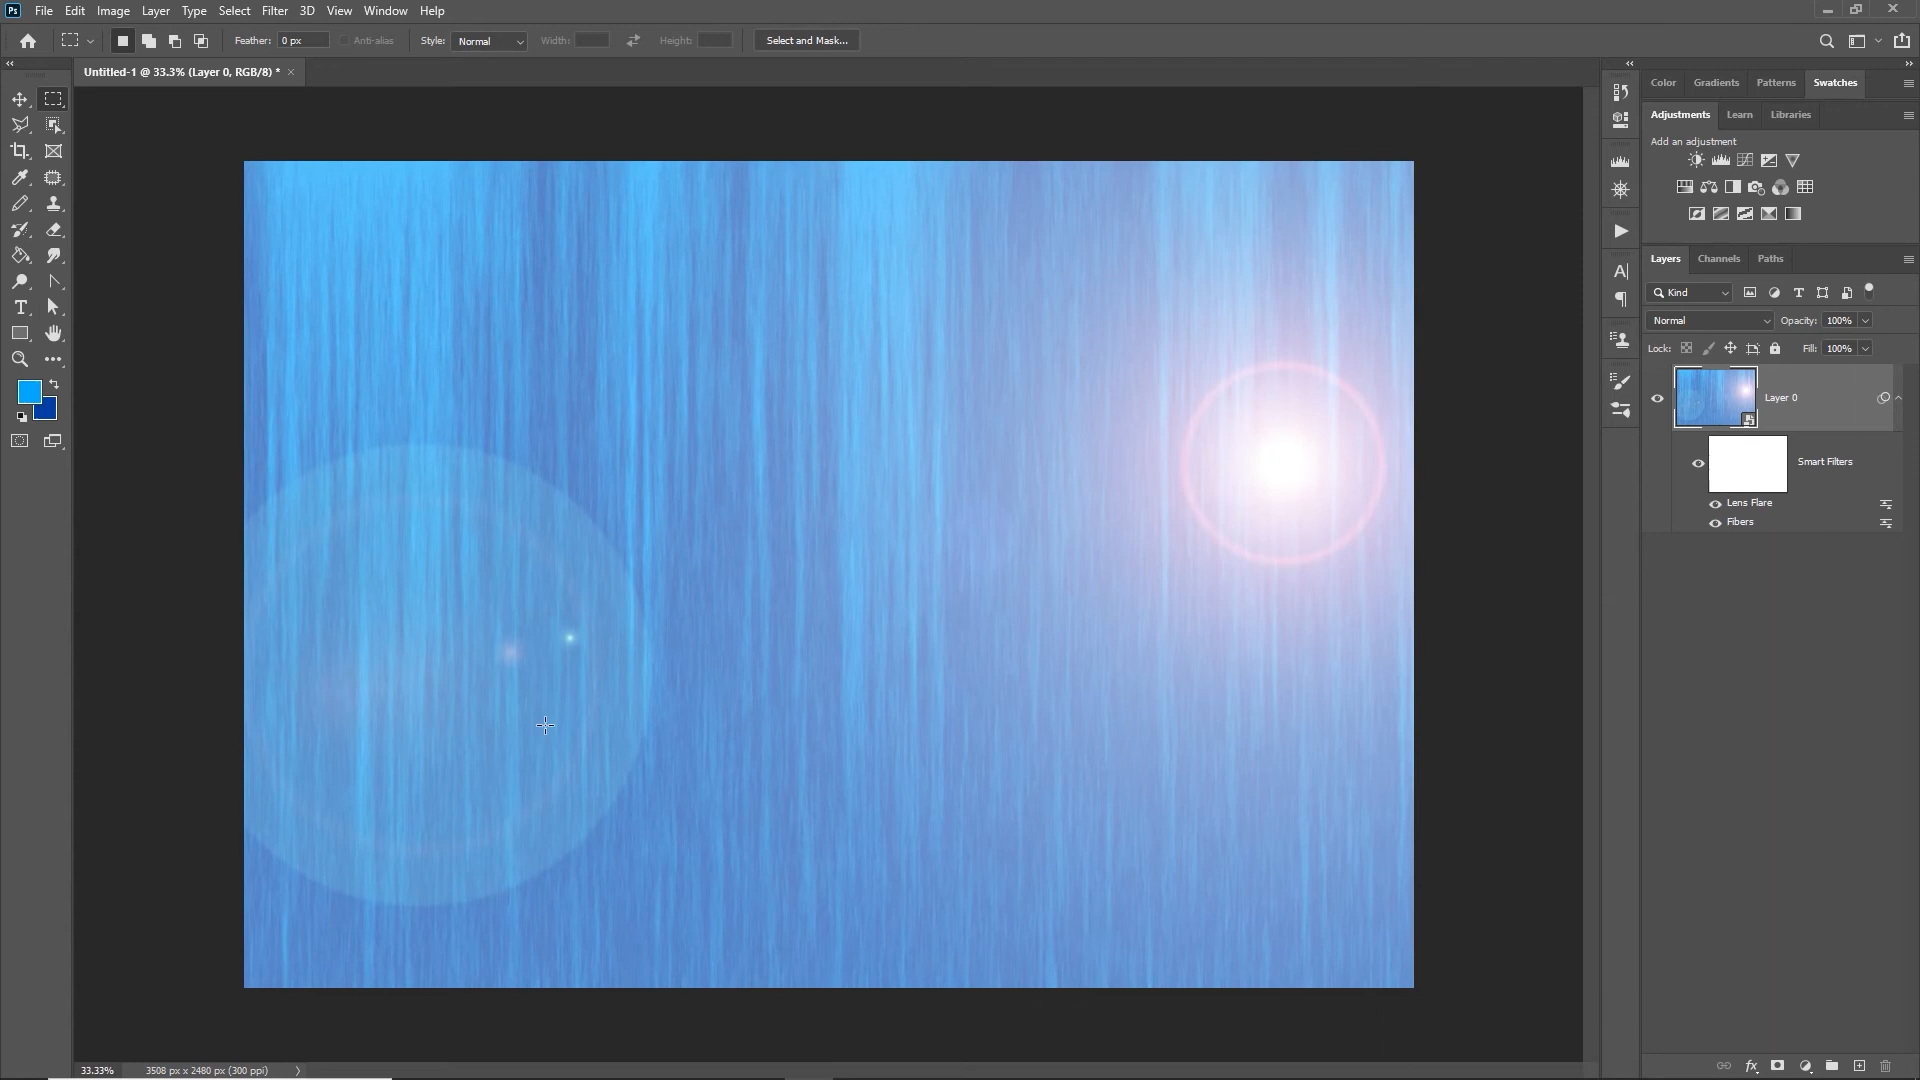 Ps File Edit Image Layer Type Select Filter 3D View Window Help
Feather: 0 px Anti-alias Style: Normal Width: Height: Select and Mask...
Untitled-1 @ 33.3% (Layer 0, RGB/8) * ×
Color Gradients Patterns Swatches
Adjustments Learn Libraries
Add an adjustment
Layers Channels Paths
Kind
Normal Opacity: 100%
Lock: Fill: 100%
Layer 0
Smart Filters
Lens Flare
Fibers
33.33% 3508 px x 2480 px (300 ppi)